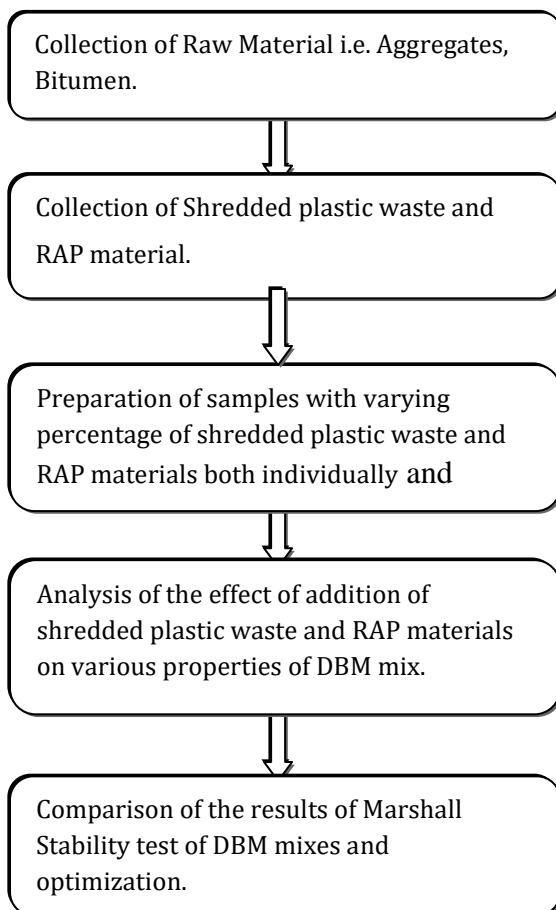 Collection of Raw Material i.e. Aggregates,
Bitumen.
Collection of Shredded plastic waste and
RAP material.
Preparation of samples with varying
percentage of shredded plastic waste and
RAP materials both individually and
Analysis of the effect of addition of
shredded plastic waste and RAP materials
on various properties of DBM mix.
Comparison of the results of Marshall
Stability test of DBM mixes and
optimization.